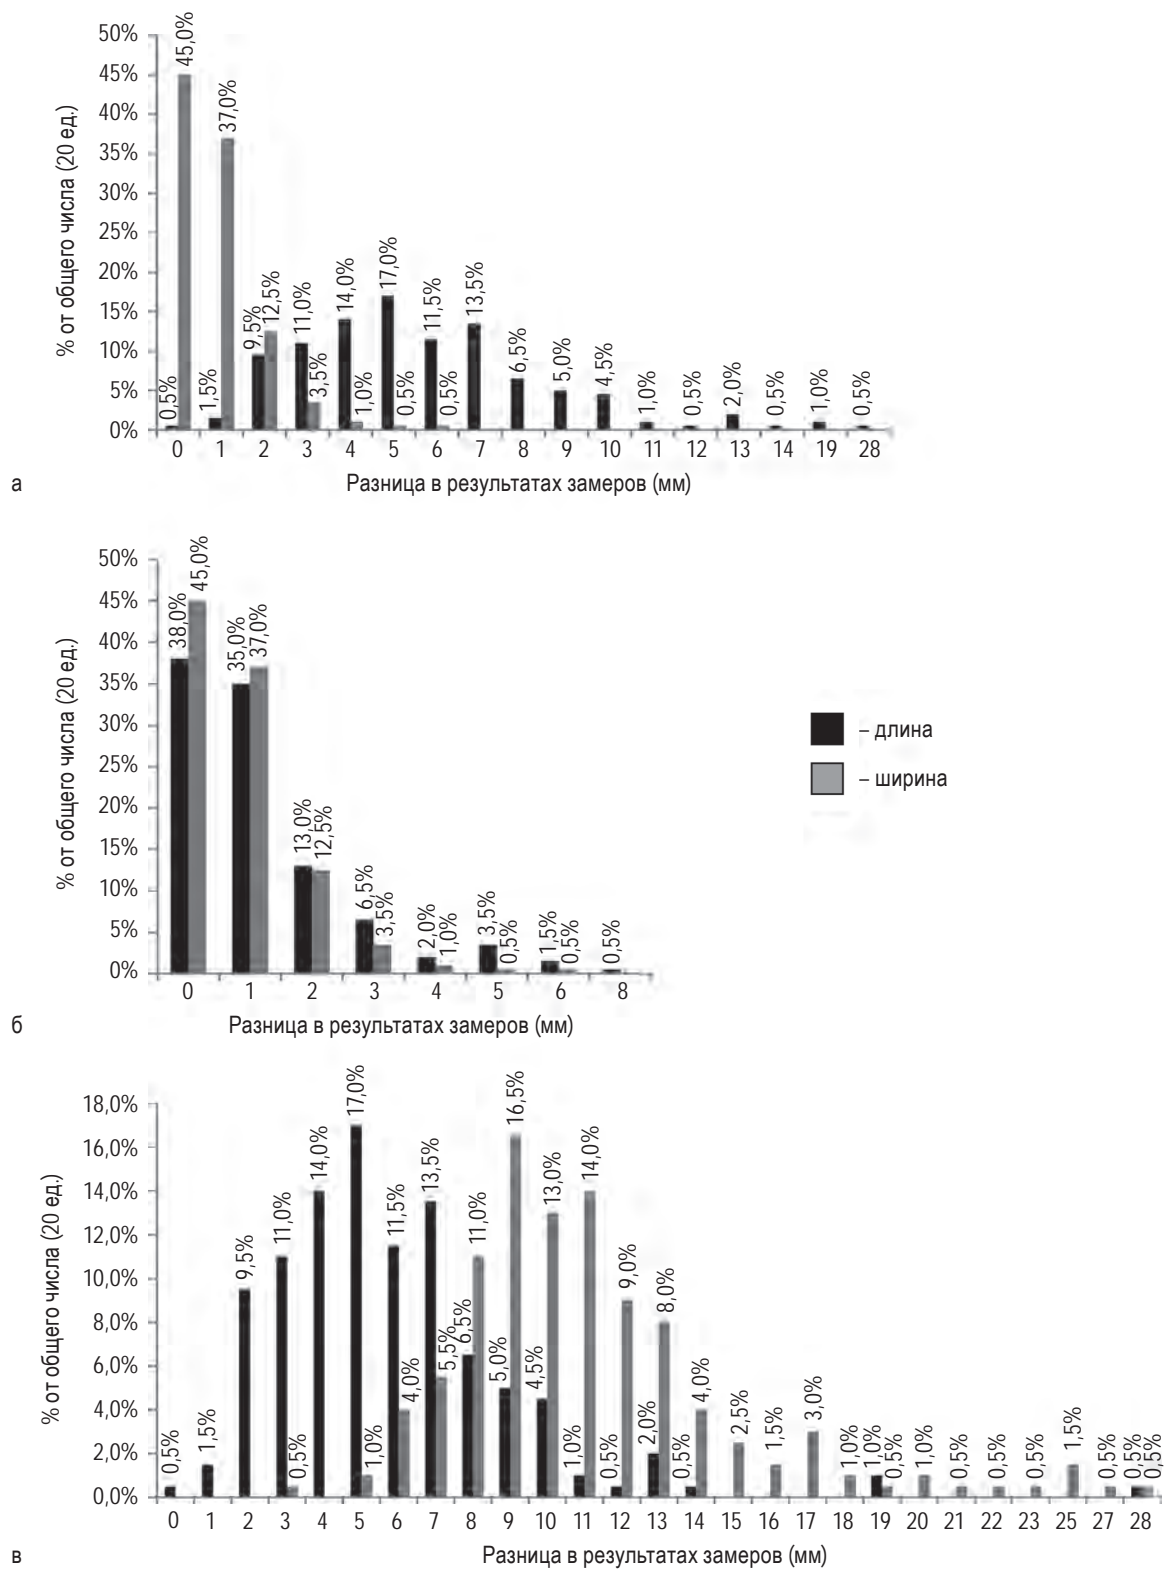 50%
45%
40%
35%
30%
25%
20%
15%
10%
5%
0%
% от общего числа (20 ед.)
0,5% 45,0% 1,5% 37,0% 9,5% 12,5% 11,0% 3,5% 14,0% 1,0% 17,0% 0,5% 11,5% 0,5% 13,5% 6,5% 5,0% 4,5% 1,0% 0,5% 2,0% 0,5% 1,0% 0,5%
0 1 2 3 4 5 6 7 8 9 10 11 12 13 14 19 28
Разница в результатах замеров (мм)
а
50%
45%
40%
35%
30%
25%
20%
15%
10%
5%
0%
% от общего числа (20 ед.)
38,0% 45,0% 35,0% 37,0% 13,0% 12,5% 6,5% 3,5% 2,0% 1,0% 3,5% 0,5% 1,5% 0,5% 0,5%
0 1 2 3 4 5 6 8
Разница в результатах замеров (мм)
б
– длина
– ширина
18,0%
16,0%
14,0%
12,0%
10,0%
8,0%
6,0%
4,0%
2,0%
0,0%
% от общего числа (20 ед.)
0,5% 1,5% 9,5% 11,0% 0,5% 14,0% 17,0% 1,0% 11,5% 4,0% 13,5% 5,5% 6,5% 11,0% 5,0% 16,5% 4,5% 13,0% 1,0% 14,0% 0,5% 9,0% 2,0% 8,0% 0,5% 4,0% 2,5% 1,5% 3,0% 1,0% 1,0% 0,5% 1,0% 0,5% 0,5% 0,5% 1,5% 0,5% 0,5% 0,5%
0 1 2 3 4 5 6 7 8 9 10 11 12 13 14 15 16 17 18 19 20 21 22 23 25 27 28
Разница в результатах замеров (мм)
в